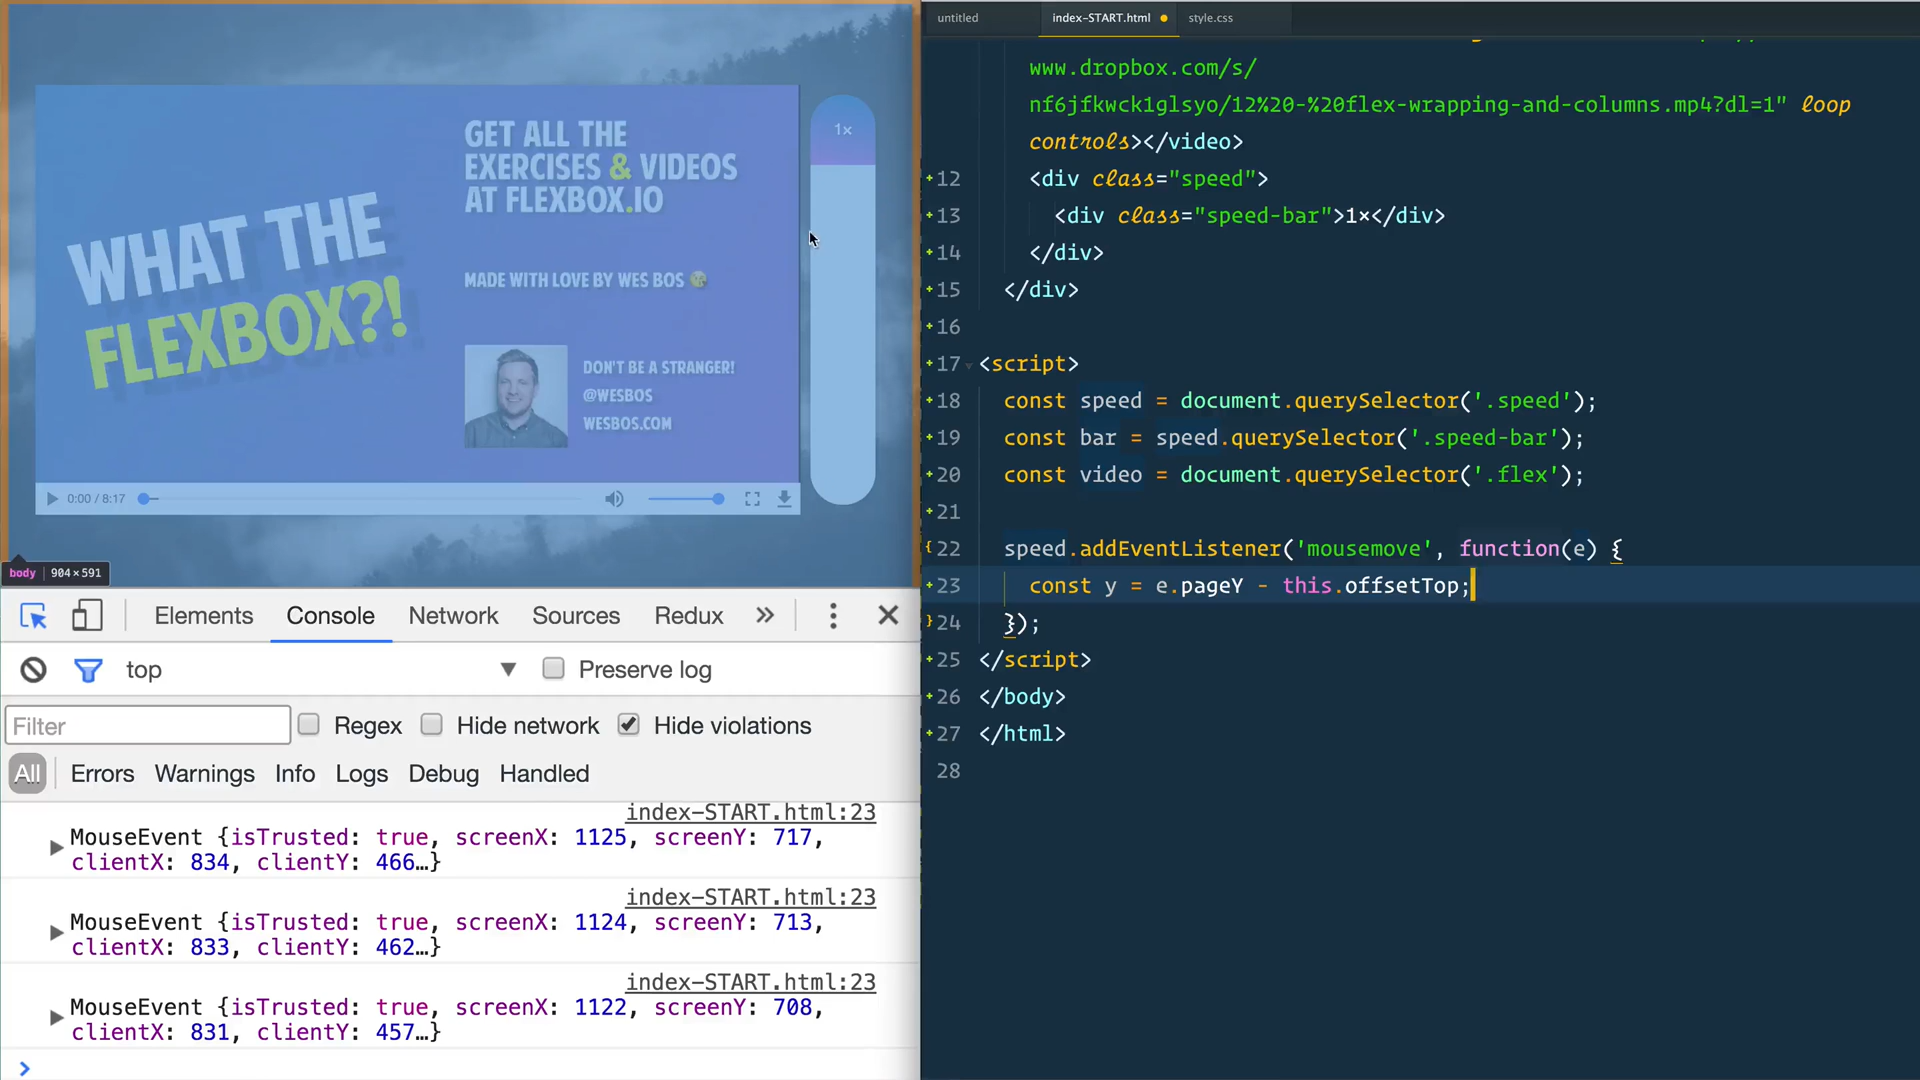 WHAT THE
FLEXBOX?!
GET ALL THE
EXERCISES & VIDEOS
AT FLEXBOX.IO
MADE WITH LOVE BY WES BOS
DON'T BE A STRANGER!
@WESBOS
WESBOS.COM
1×
0:00 / 8:17
body | 904×591
Elements Console Network Sources Redux »
top ▼ Preserve log
Filter Regex Hide network Hide violations
All Errors Warnings Info Logs Debug Handled
index-START.html:23
MouseEvent {isTrusted: true, screenX: 1125, screenY: 717,
clientX: 834, clientY: 466…}
index-START.html:23
MouseEvent {isTrusted: true, screenX: 1124, screenY: 713,
clientX: 833, clientY: 462…}
index-START.html:23
MouseEvent {isTrusted: true, screenX: 1122, screenY: 708,
clientX: 831, clientY: 457…}
untitled index-START.html style.css
www.dropbox.com/s/
nf6jfkwck1glsyo/12%20-%20flex-wrapping-and-columns.mp4?dl=1" loop
controls></video>
12 <div class="speed">
13 <div class="speed-bar">1×</div>
14 </div>
15 </div>
16
17 <script>
18 const speed = document.querySelector('.speed');
19 const bar = speed.querySelector('.speed-bar');
20 const video = document.querySelector('.flex');
21
22 speed.addEventListener('mousemove', function(e) {
23 const y = e.pageY - this.offsetTop;
24 });
25 </script>
26 </body>
27 </html>
28